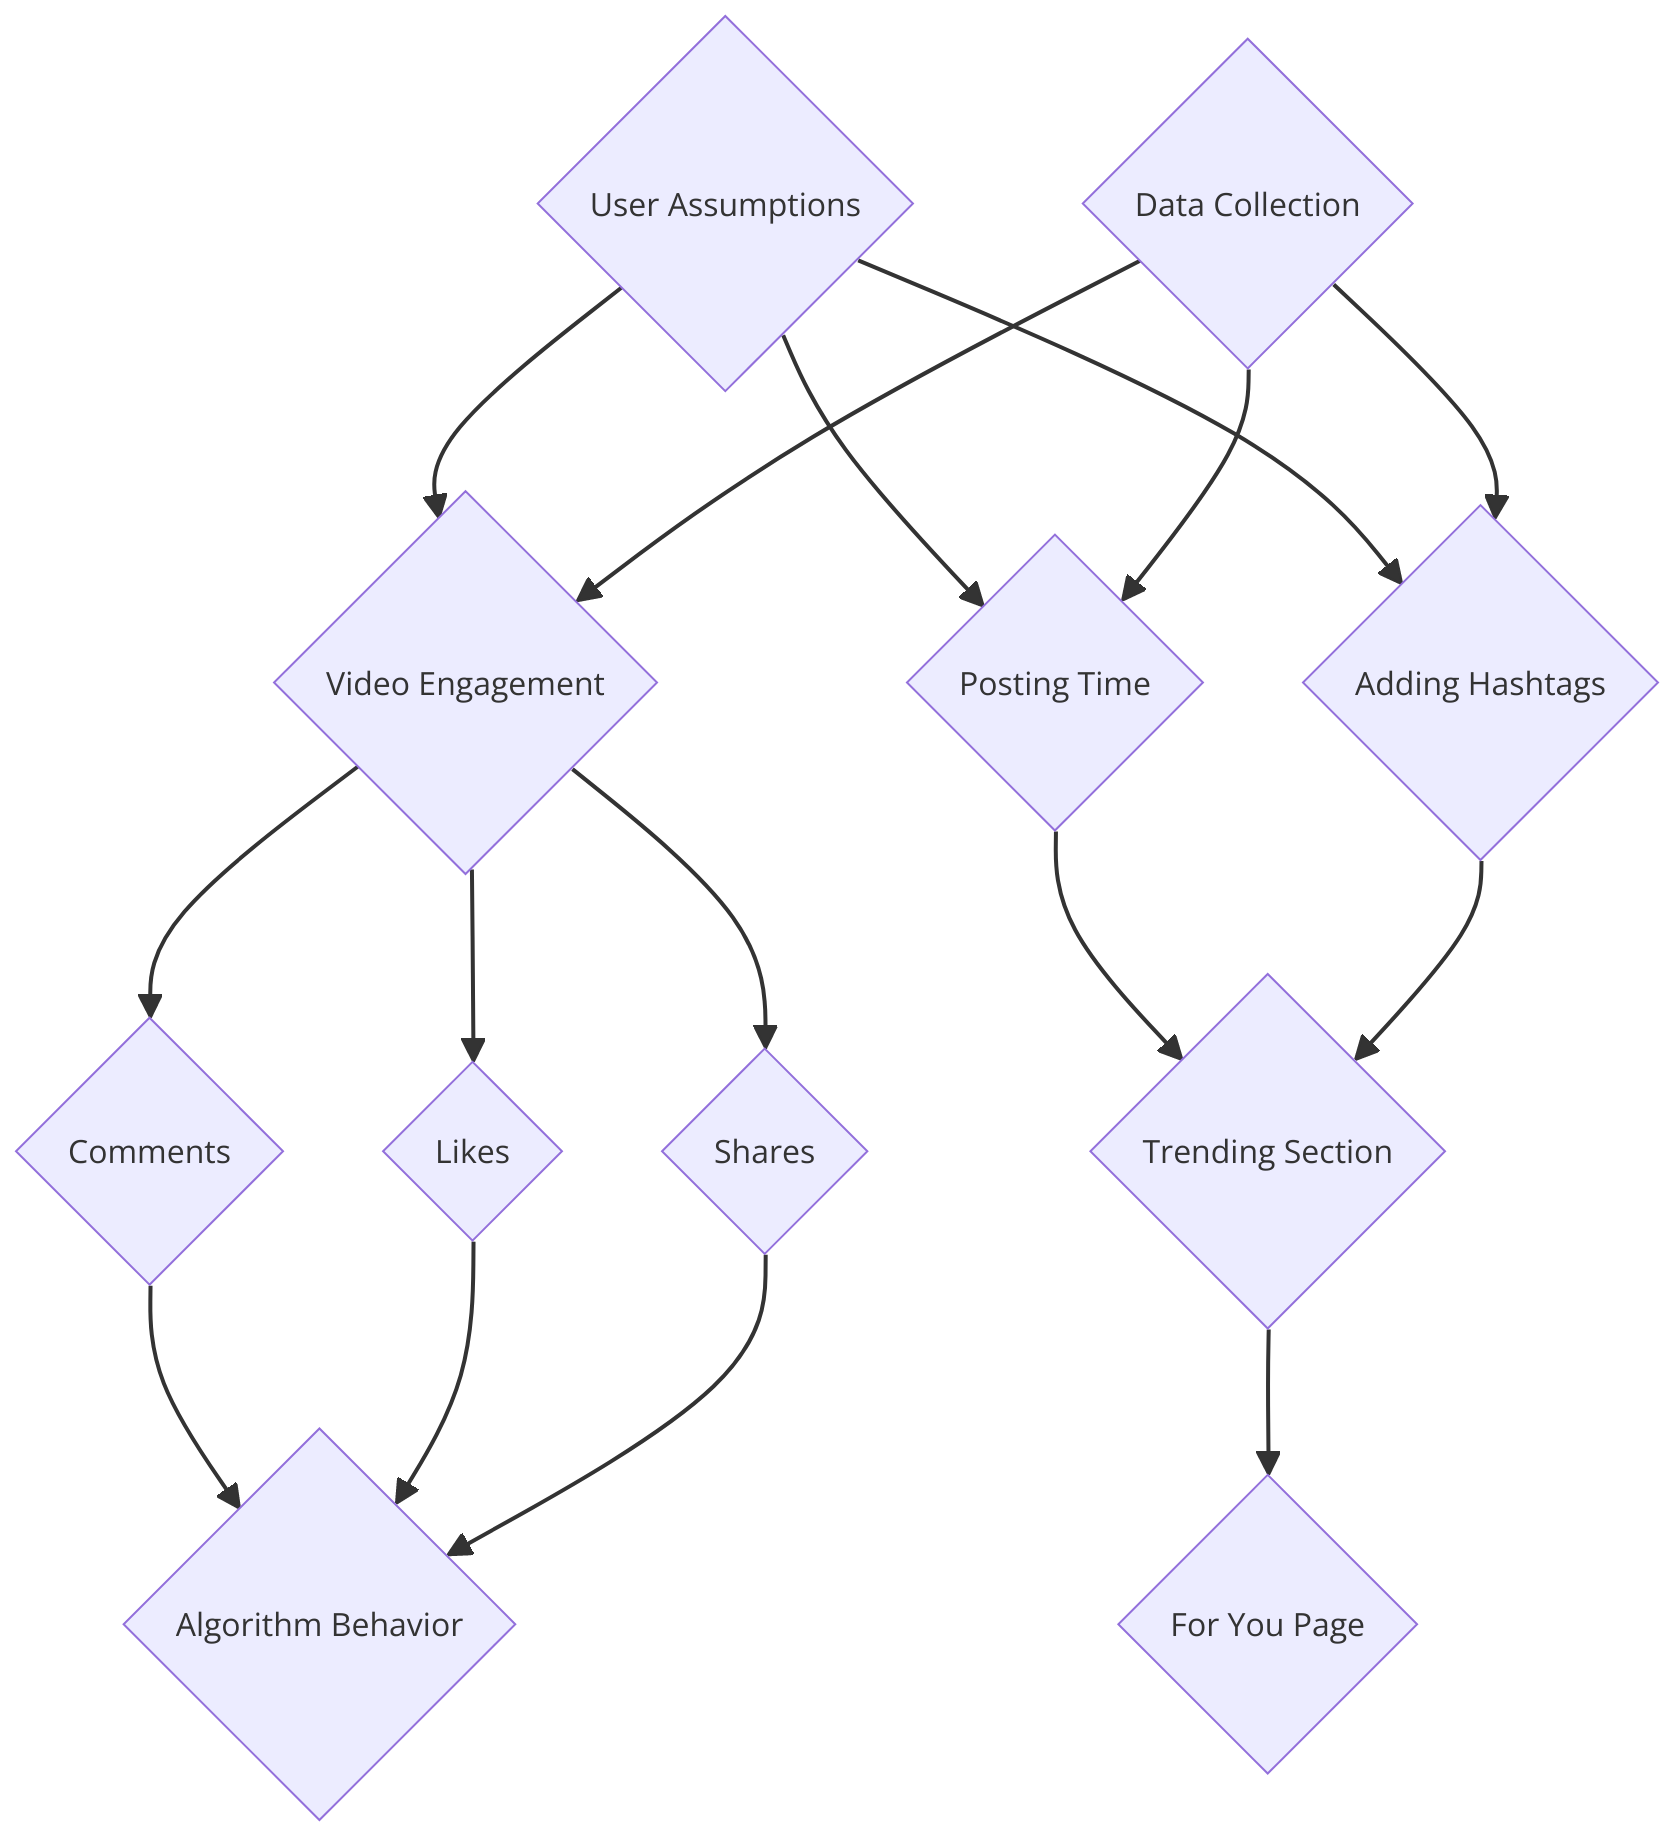 User Assumptions
Data Collection
Video Engagement
Posting Time
Adding Hashtags
Comments
Likes
Shares
Trending Section
Algorithm Behavior
For You Page